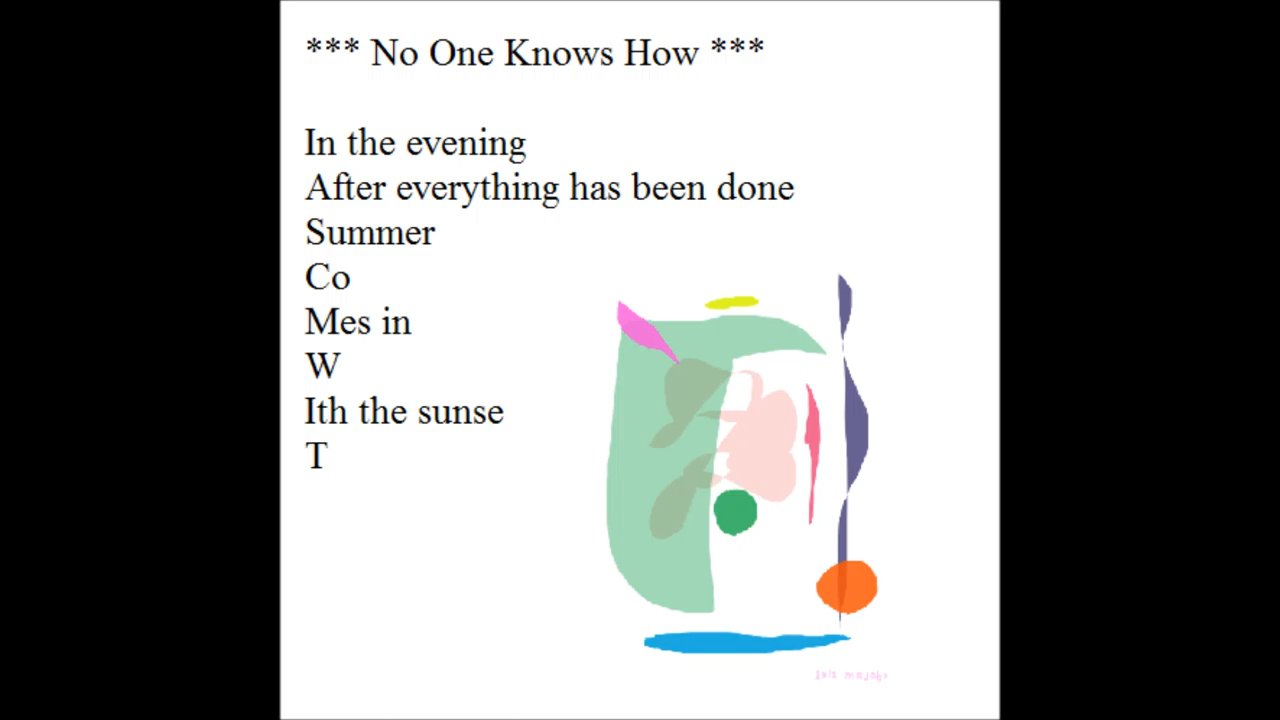 *** No One Knows How ***
In the evening
After everything has been done
Summer
Co
Mes in
W
Ith the sunse
T